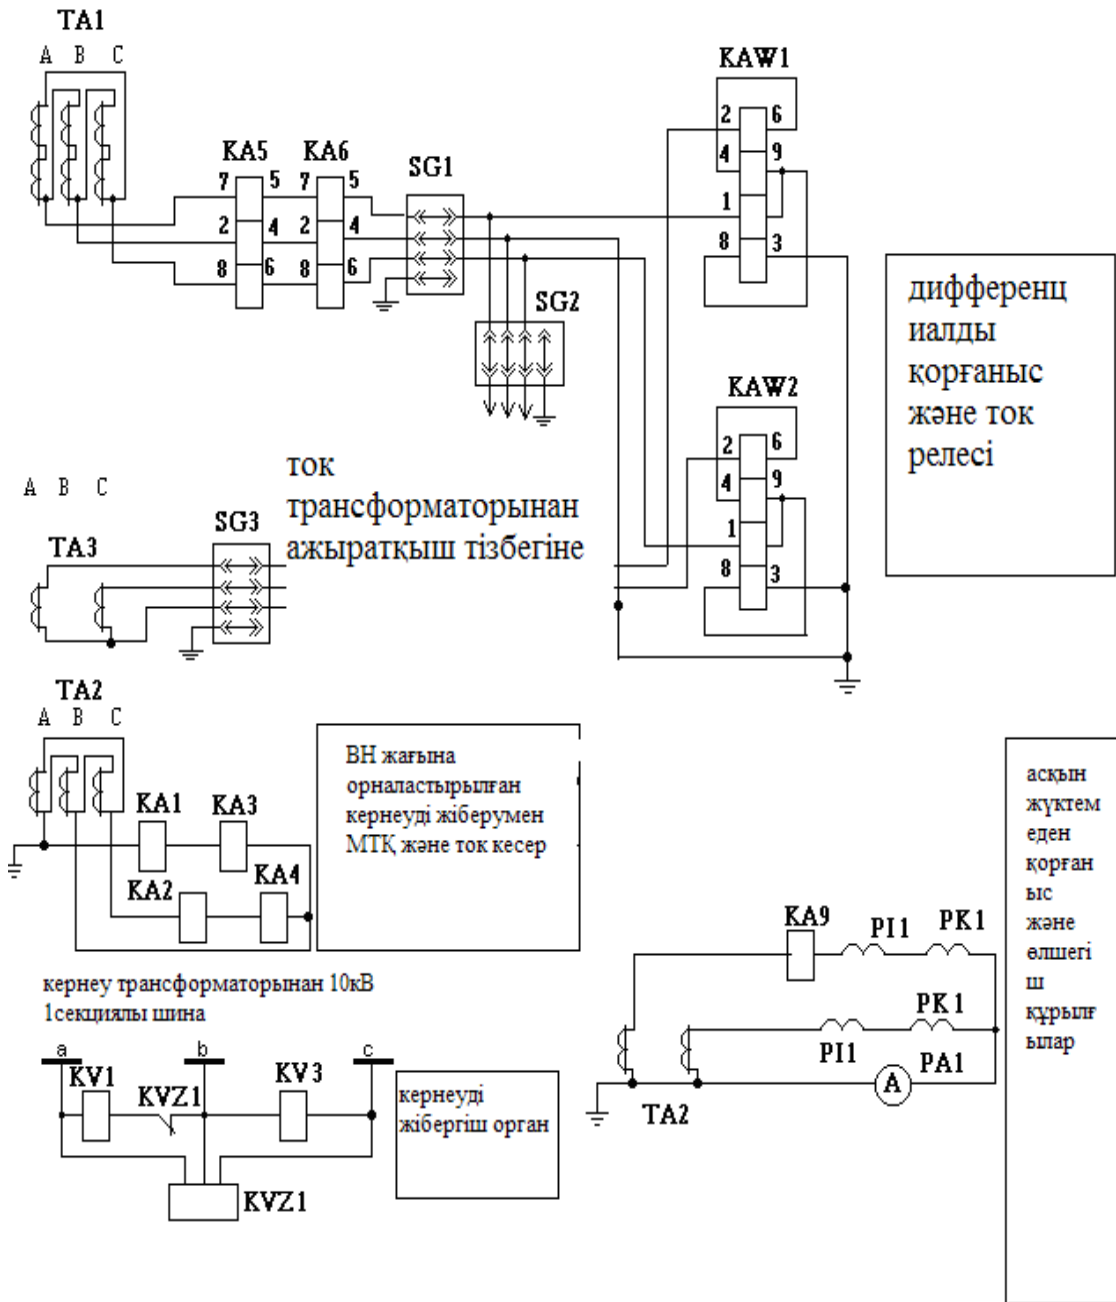 TA1
A B C
KA5
KA6
SG1
7 5 7 5
2 4 2 4
8 6 8 6
SG2
KAW1
2 6
4 9
1
8 3
KAW2
2 6
4 9
1
8 3
дифференц
иалды
қорғаныс
және ток
релесі
ток
трансформаторынан
ажыратқыш тізбегіне
A B C
TA3
SG3
TA2
A B C
KA1
KA3
KA2
KA4
ВН жағына
орналастырылған
кернеуді жіберумен
МТҚ және ток кесер
кернеу трансформаторынан 10кВ
1секциялы шина
a b c
KV1
KVZ1
KV3
KVZ1
кернеуді
жібергіш орган
KA9
PI1
PK1
PK1
PI1
PA1
A
TA2
асқын
жүктем
еден
қорған
ыс
және
өлшегі
ш
құрылғ
ылар